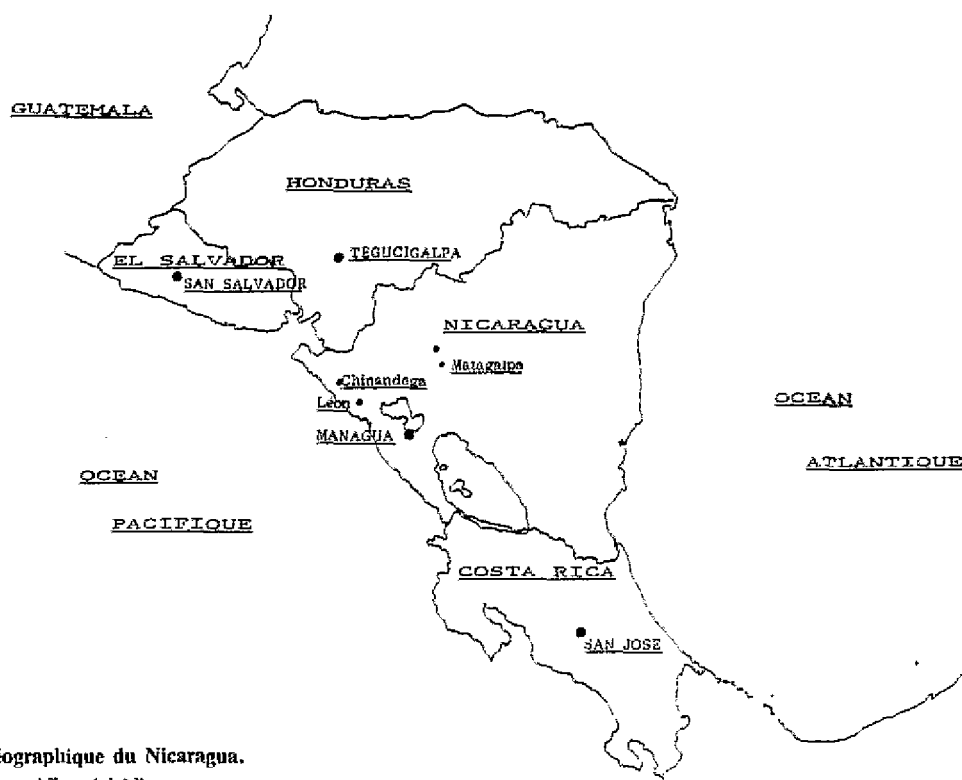 GUATEMALA
HONDURAS
TEGUCIGALPA
EL SALVADOR
SAN SALVADOR
NICARAGUA
Matagalpa
Chinandega
Leon
MANAGUA
OCEAN
ATLANTIQUE
OCEAN
PACIFIQUE
COSTA RICA
SAN JOSE
éographique du Nicaragua.